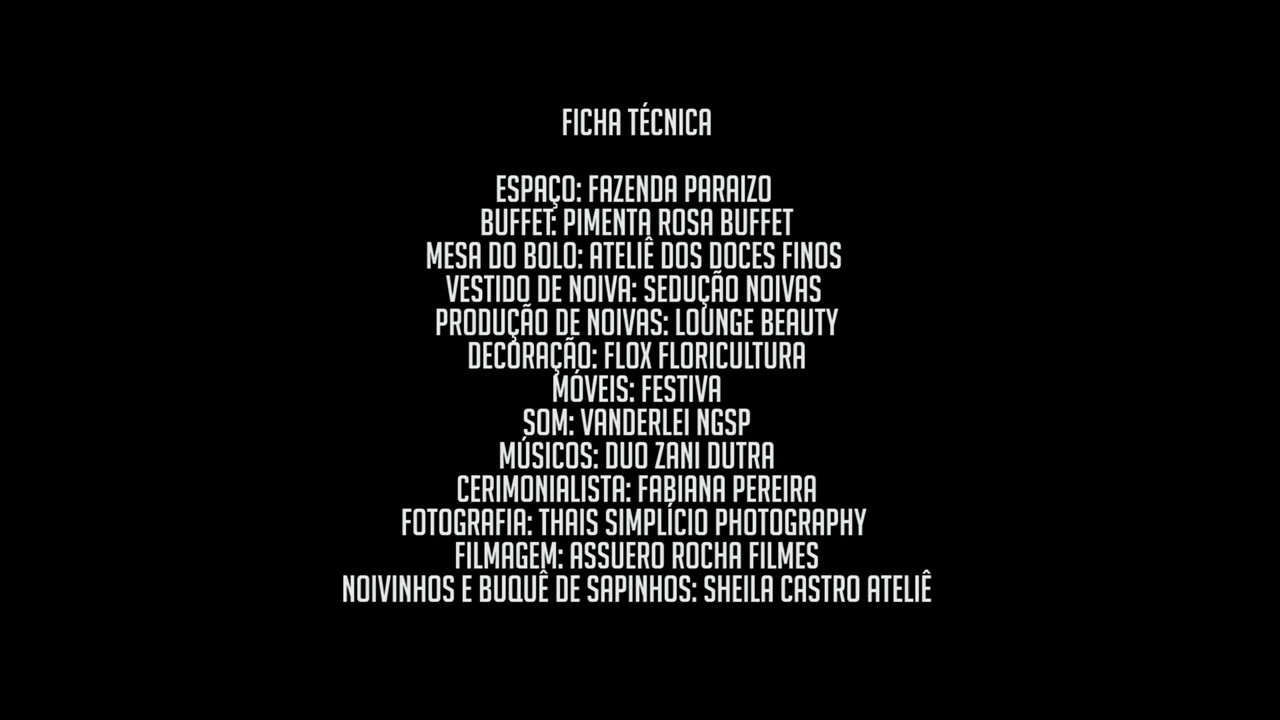 FICHA TÉCNICA
ESPAÇO: FAZENDA PARAIZO
BUFFET: PIMENTA ROSA BUFFET
MESA DO BOLO: ATELIÊ DOS DOCES FINOS
VESTIDO DE NOIVA: SEDUÇÃO NOIVAS
PRODUÇÃO DE NOIVAS: LOUNGE BEAUTY
DECORAÇÃO: FLOX FLORICULTURA
MÓVEIS: FESTIVA
SOM: VANDERLEI NGSP
MÚSICOS: DUO ZANI DUTRA
CERIMONIALISTA: FABIANA PEREIRA
FOTOGRAFIA: THAIS SIMPLÍCIO PHOTOGRAPHY
FILMAGEM: ASSUERO ROCHA FILMES
NOIVINHOS E BUQUÊ DE SAPINHOS: SHEILA CASTRO ATELIÊ